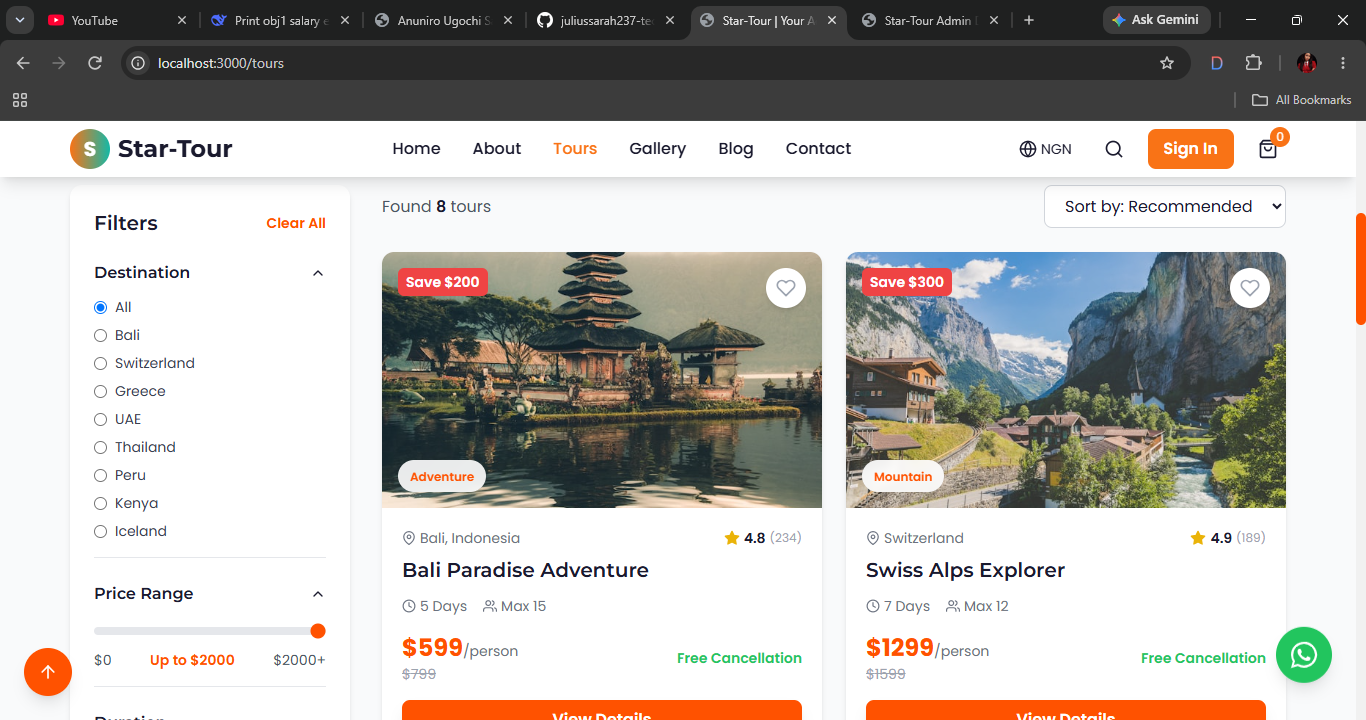 YouTube
Print obj1 salary e
Anuniro Ugochi S
juliussarah237-te
Star-Tour | Your A
Star-Tour Admin
Ask Gemini
localhost:3000/tours
D
All Bookmarks
S Star-Tour
Home
About
Tours
Gallery
Blog
Contact
NGN
Sign In
0
Filters
Clear All
Destination
All
Bali
Switzerland
Greece
UAE
Thailand
Peru
Kenya
Iceland
Price Range
$0
Up to $2000
$2000+
Duration
Found 8 tours
Sort by: Recommended
Save $200
Adventure
Bali, Indonesia
4.8 (234)
Bali Paradise Adventure
5 Days
Max 15
$599/person
$799
Free Cancellation
View Details
Save $300
Mountain
Switzerland
4.9 (189)
Swiss Alps Explorer
7 Days
Max 12
$1299/person
$1599
Free Cancellation
View Details